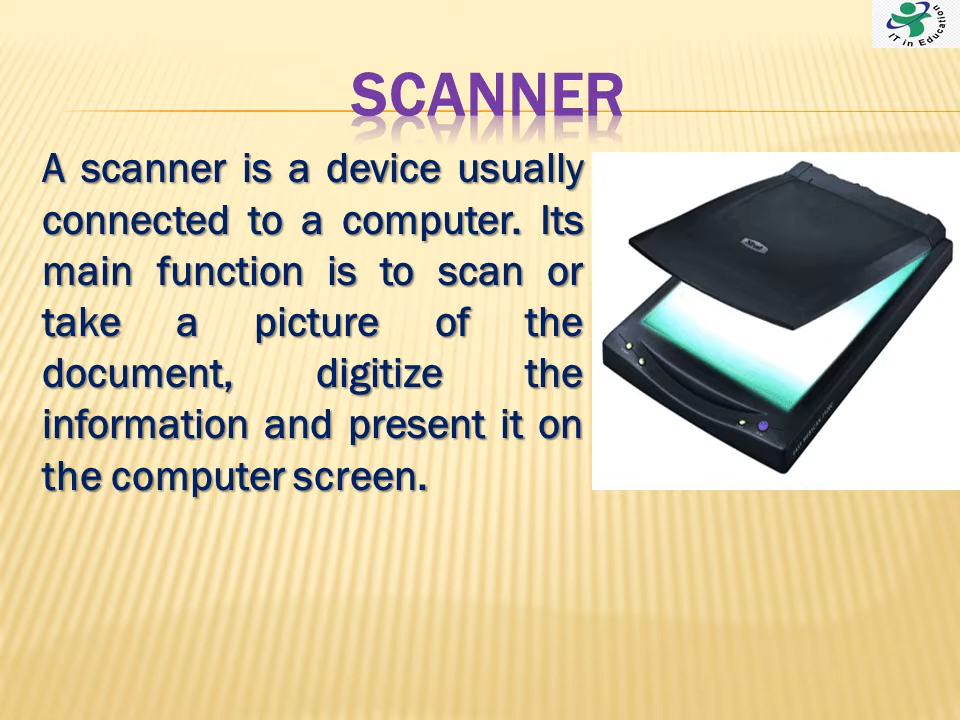 IT in Education
SCANNER
A scanner is a device usually
connected to a computer. Its
main function is to scan or
take a picture of the
document, digitize the
information and present it on
the computer screen.